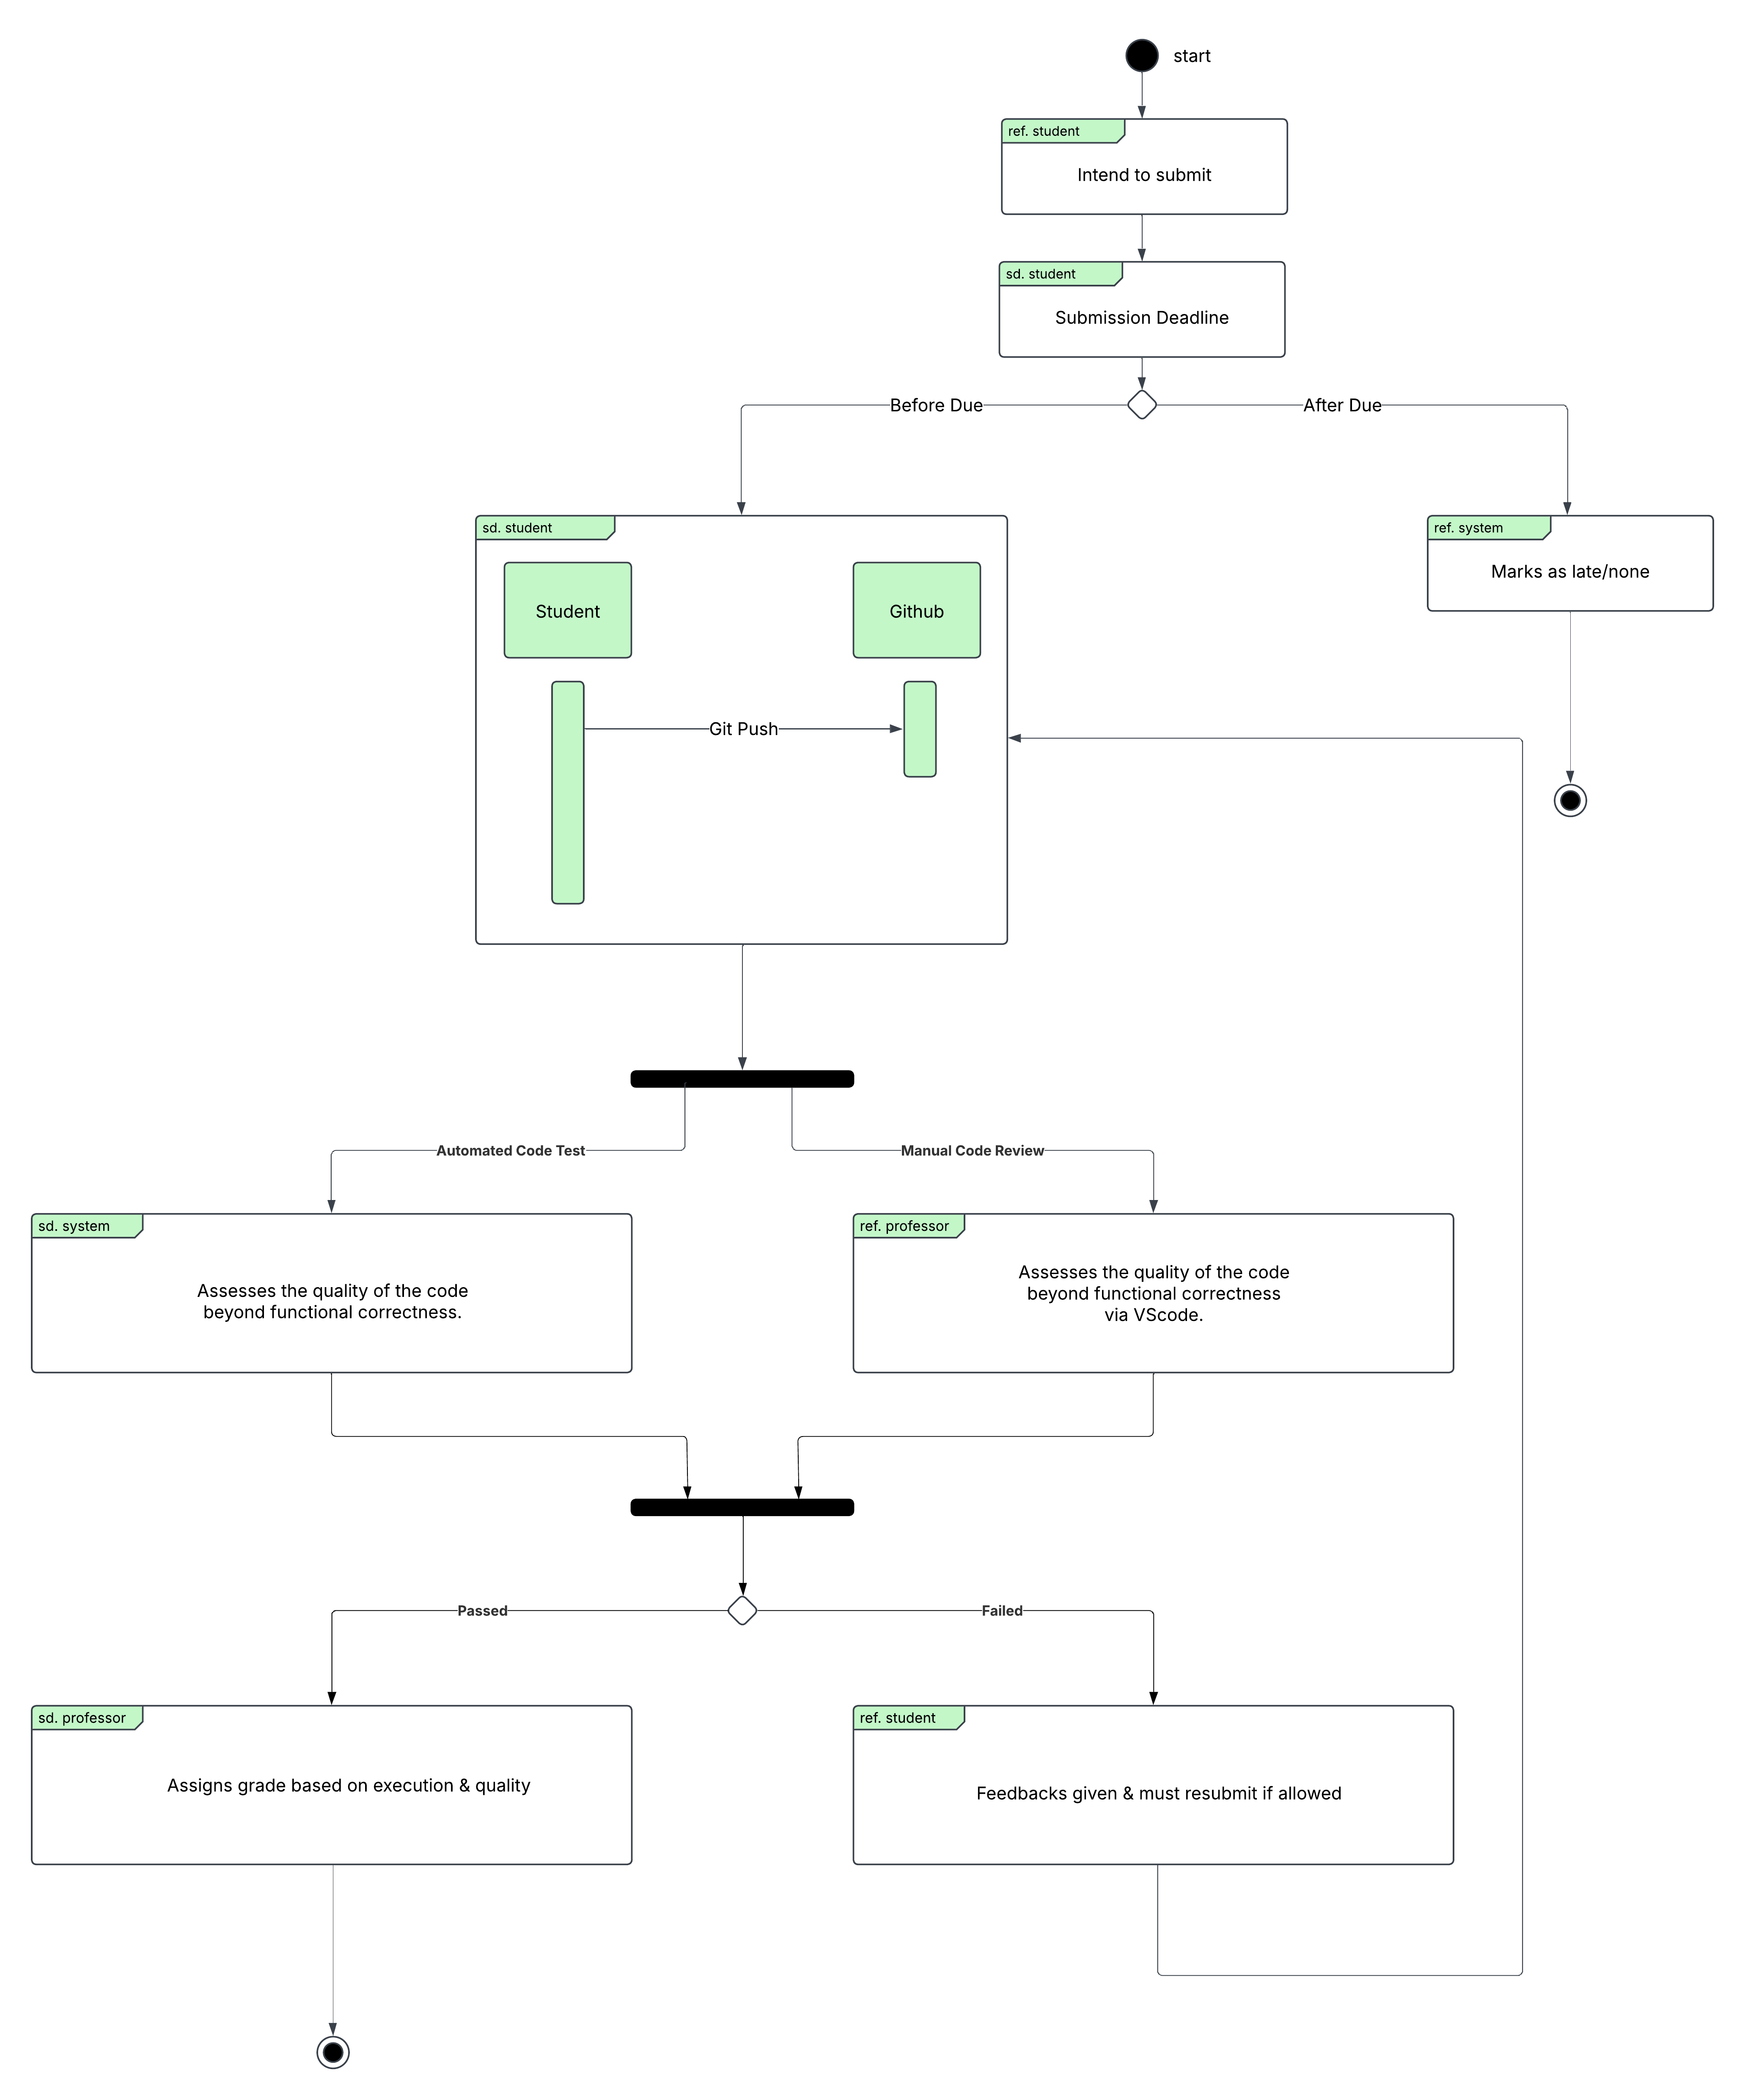 start
ref. student
Intend to submit
sd. student
Submission Deadline
Before Due
After Due
sd. student
Student
Github
Git Push
ref. system
Marks as late/none
Automated Code Test
Manual Code Review
sd. system
Assesses the quality of the code
beyond functional correctness.
ref. professor
Assesses the quality of the code
beyond functional correctness
via VScode.
Passed
Failed
sd. professor
Assigns grade based on execution & quality
ref. student
Feedbacks given & must resubmit if allowed